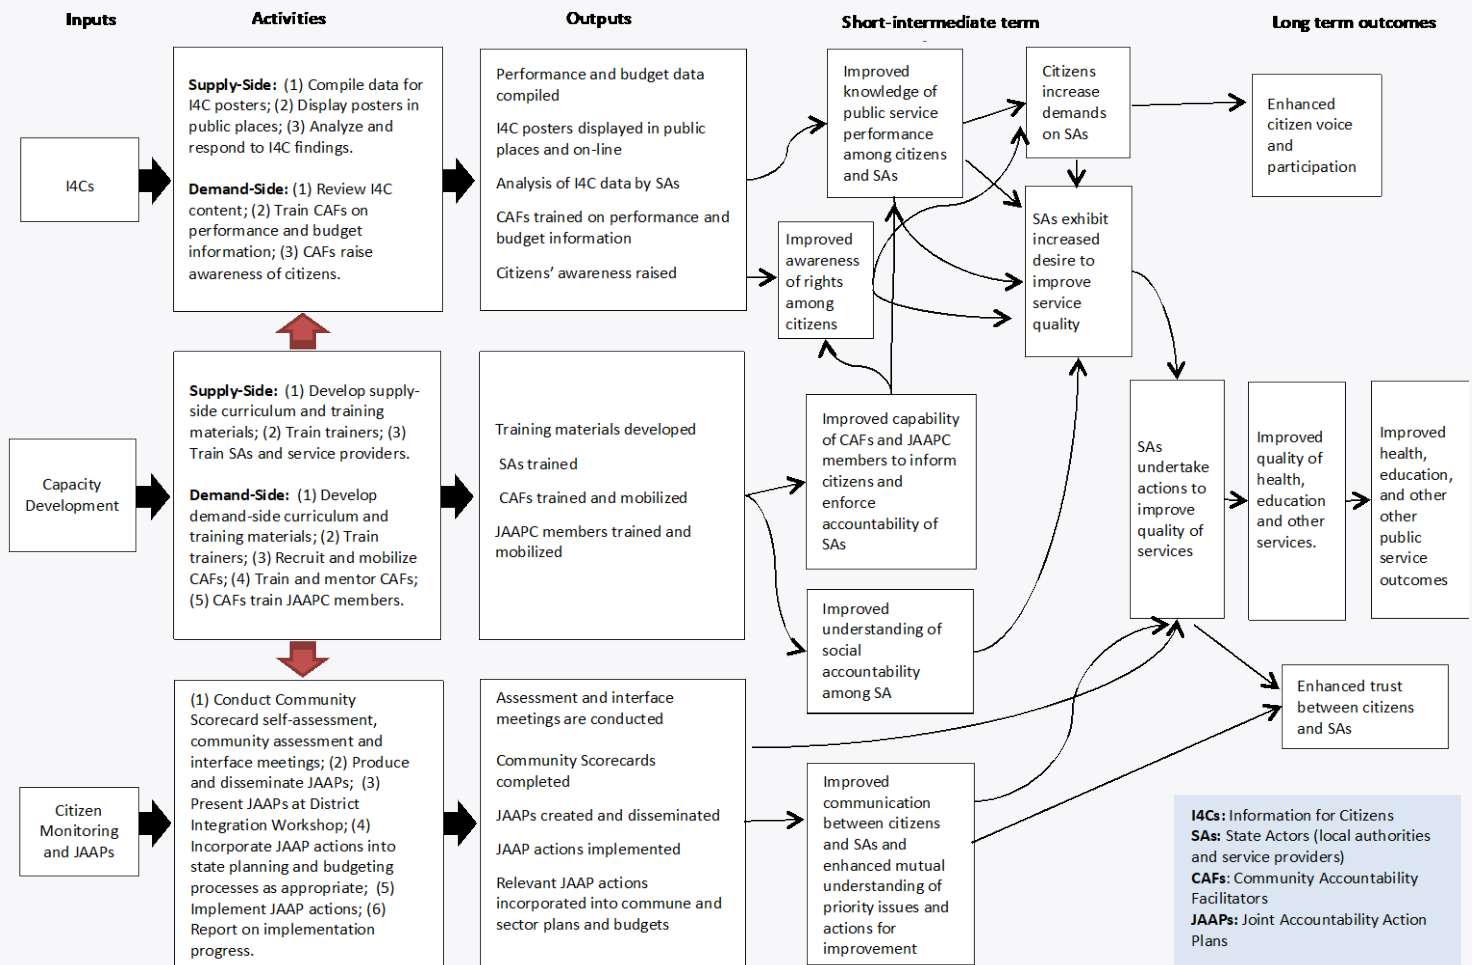 Inputs
Activities
Outputs
Short-intermediate term
Long term outcomes
I4Cs
Supply-Side: (1) Compile data for
I4C posters; (2) Display posters in
public places; (3) Analyze and
respond to I4C findings.
Demand-Side: (1) Review I4C
content; (2) Train CAFs on
performance and budget
information; (3) CAFs raise
awareness of citizens.
Performance and budget data
compiled
I4C posters displayed in public
places and on-line
Analysis of I4C data by SAs
CAFs trained on performance and
budget information
Citizens’ awareness raised
Improved
knowledge of
public service
performance
among citizens
and SAs
Citizens
increase
demands
on SAs
Enhanced
citizen voice
and
participation
Improved
awareness
of rights
among
citizens
SAs exhibit
increased
desire to
improve
service
quality
Capacity
Development
Supply-Side: (1) Develop supply-
side curriculum and training
materials; (2) Train trainers; (3)
Train SAs and service providers.
Demand-Side: (1) Develop
demand-side curriculum and
training materials; (2) Train
trainers; (3) Recruit and mobilize
CAFs; (4) Train and mentor CAFs;
(5) CAFs train JAAPC members.
Training materials developed
SAs trained
CAFs trained and mobilized
JAAPC members trained and
mobilized
Improved capability
of CAFs and JAAPC
members to inform
citizens and
enforce
accountability of
SAs
Improved
understanding of
social
accountability
among SA
SAs
undertake
actions to
improve
quality of
services
Improved
quality of
health,
education
and other
services.
Improved
health,
education,
and other
other
public
service
outcomes
Citizen
Monitoring
and JAAPs
(1) Conduct Community
Scorecard self-assessment,
community assessment and
interface meetings; (2) Produce
and disseminate JAAPs; (3)
Present JAAPs at District
Integration Workshop; (4)
Incorporate JAAP actions into
state planning and budgeting
processes as appropriate; (5)
Implement JAAP actions; (6)
Report on implementation
progress.
Assessment and interface
meetings are conducted
Community Scorecards
completed
JAAPs created and disseminated
JAAP actions implemented
Relevant JAAP actions
incorporated into commune and
sector plans and budgets
Improved
communication
between citizens
and SAs and
enhanced mutual
understanding of
priority issues and
actions for
improvement
Enhanced trust
between citizens
and SAs
I4Cs: Information for Citizens
SAs: State Actors (local authorities
and service providers)
CAFs: Community Accountability
Facilitators
JAAPs: Joint Accountability Action
Plans